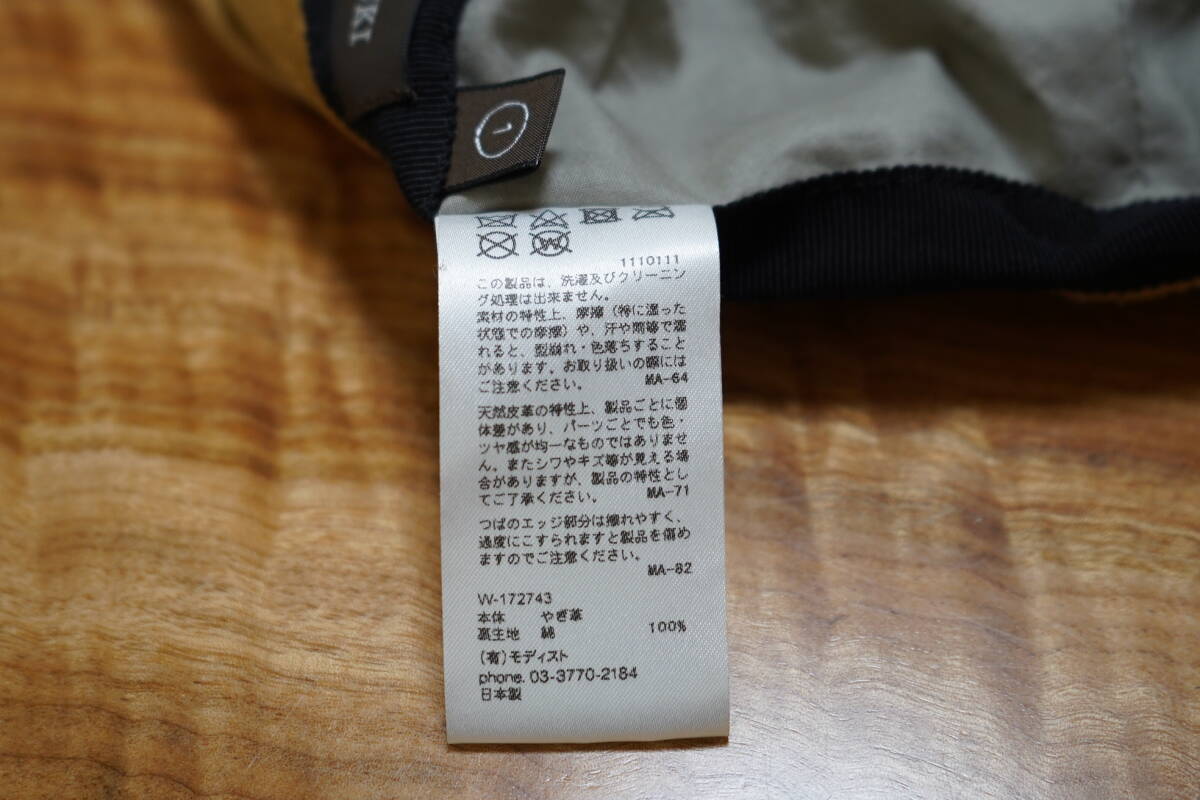 KI
1
W
1110111
この製品は、洗濯及びクリーニン
グ処理は出来ません。
素材の特性上、摩擦（特に湿った
状態での摩擦）や、汗や雨等で濡
れると、型崩れ・色落ちすること
があります。お取り扱いの際には
ご注意ください。 MA-64
天然皮革の特性上、製品ごとに個
体差があり、パーツごとでも色・
ツヤ感が均一なものではありませ
ん。またシワやキズ等が見える場
合がありますが、製品の特性とし
てご了承ください。 MA-71
つばのエッジ部分は擦れやすく、
過度にこすられますと製品を傷め
ますのでご注意ください。
MA-82
W-172743
本体 やぎ革
裏生地 綿 100%
(有)モディスト
phone. 03-3770-2184
日本製